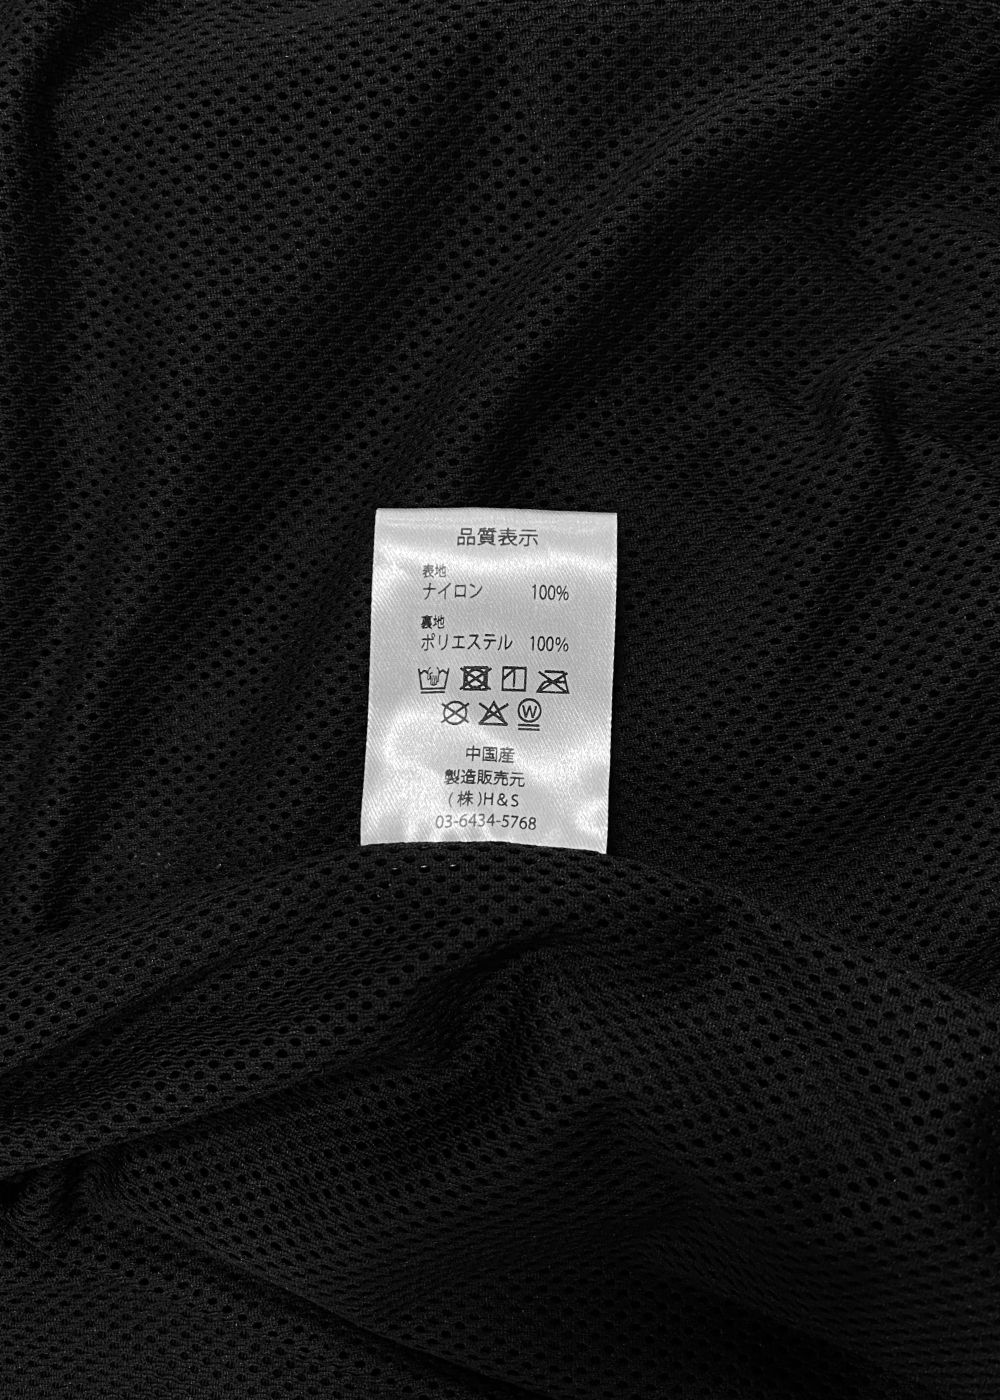 品質表示
表地
ナイロン 100%
裏地
ポリエステル 100%
W
中国産
製造販売元
(株)H&S
03-6434-5768